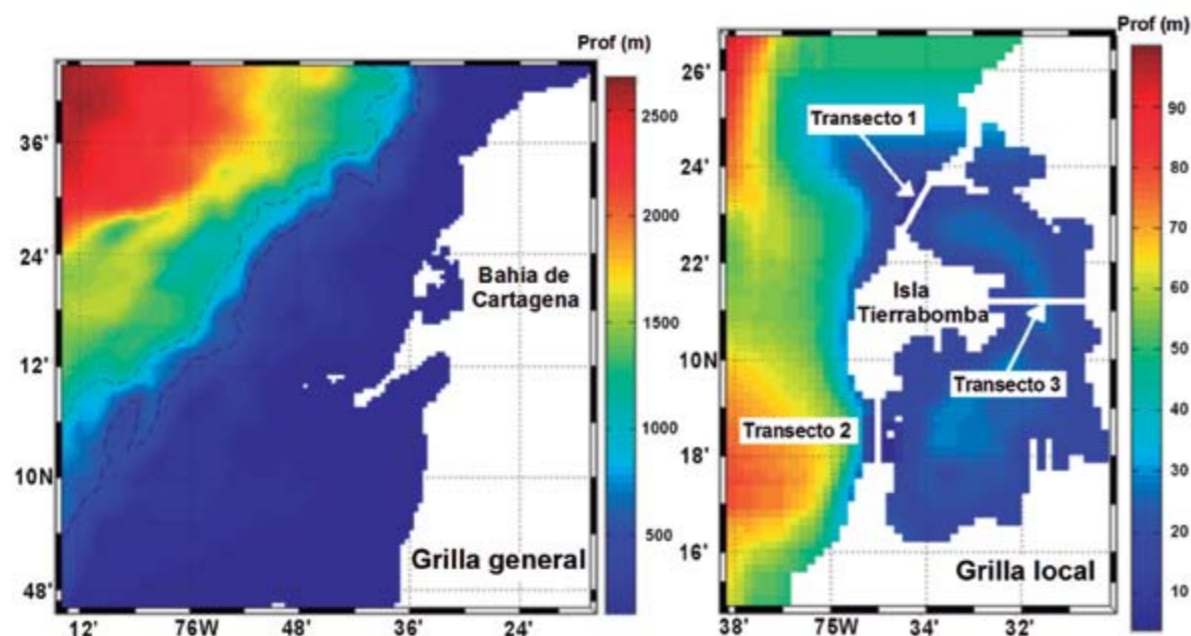 Prof (m)
2500
2000
1500
1000
500
36'
24'
12'
10N
48'
12'
76W
48'
36'
24'
Bahia de
Cartagena
Grilla general
Prof (m)
90
80
70
60
50
40
30
20
10
26'
24'
22'
10N
18'
16'
38'
75W
34'
32'
Transecto 1
Isla
Tierrabomba
Transecto 3
Transecto 2
Grilla local